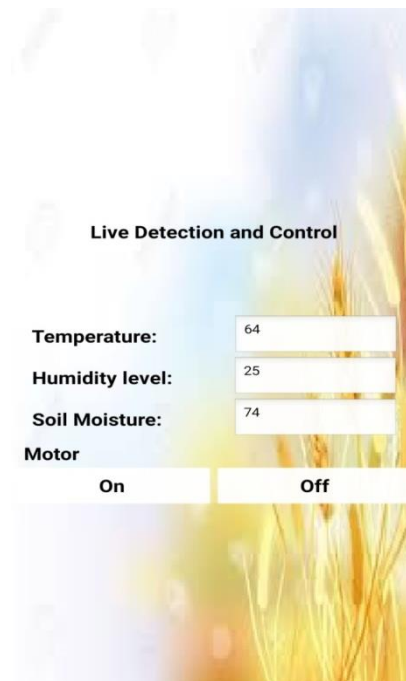 Live Detection and Control
Temperature: 64
Humidity level: 25
Soil Moisture: 74
Motor
On Off